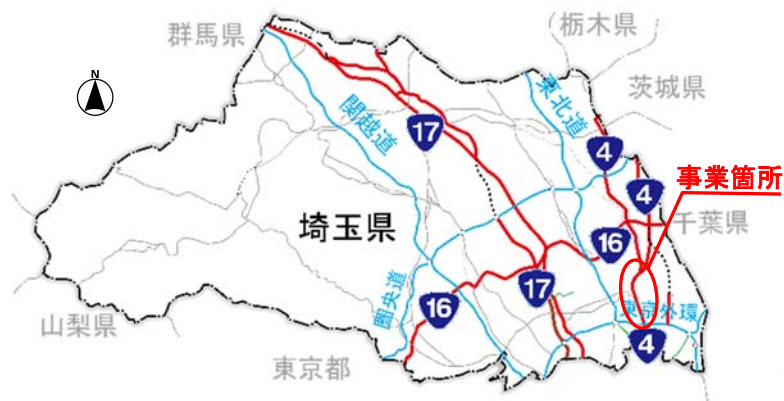 群馬県
(栃木県
茨城県
N
関越道
東北道
17
4
4
事業箇所
千葉県
埼玉県
16
圏央道
16
17
東京外環
4
山梨県
東京都